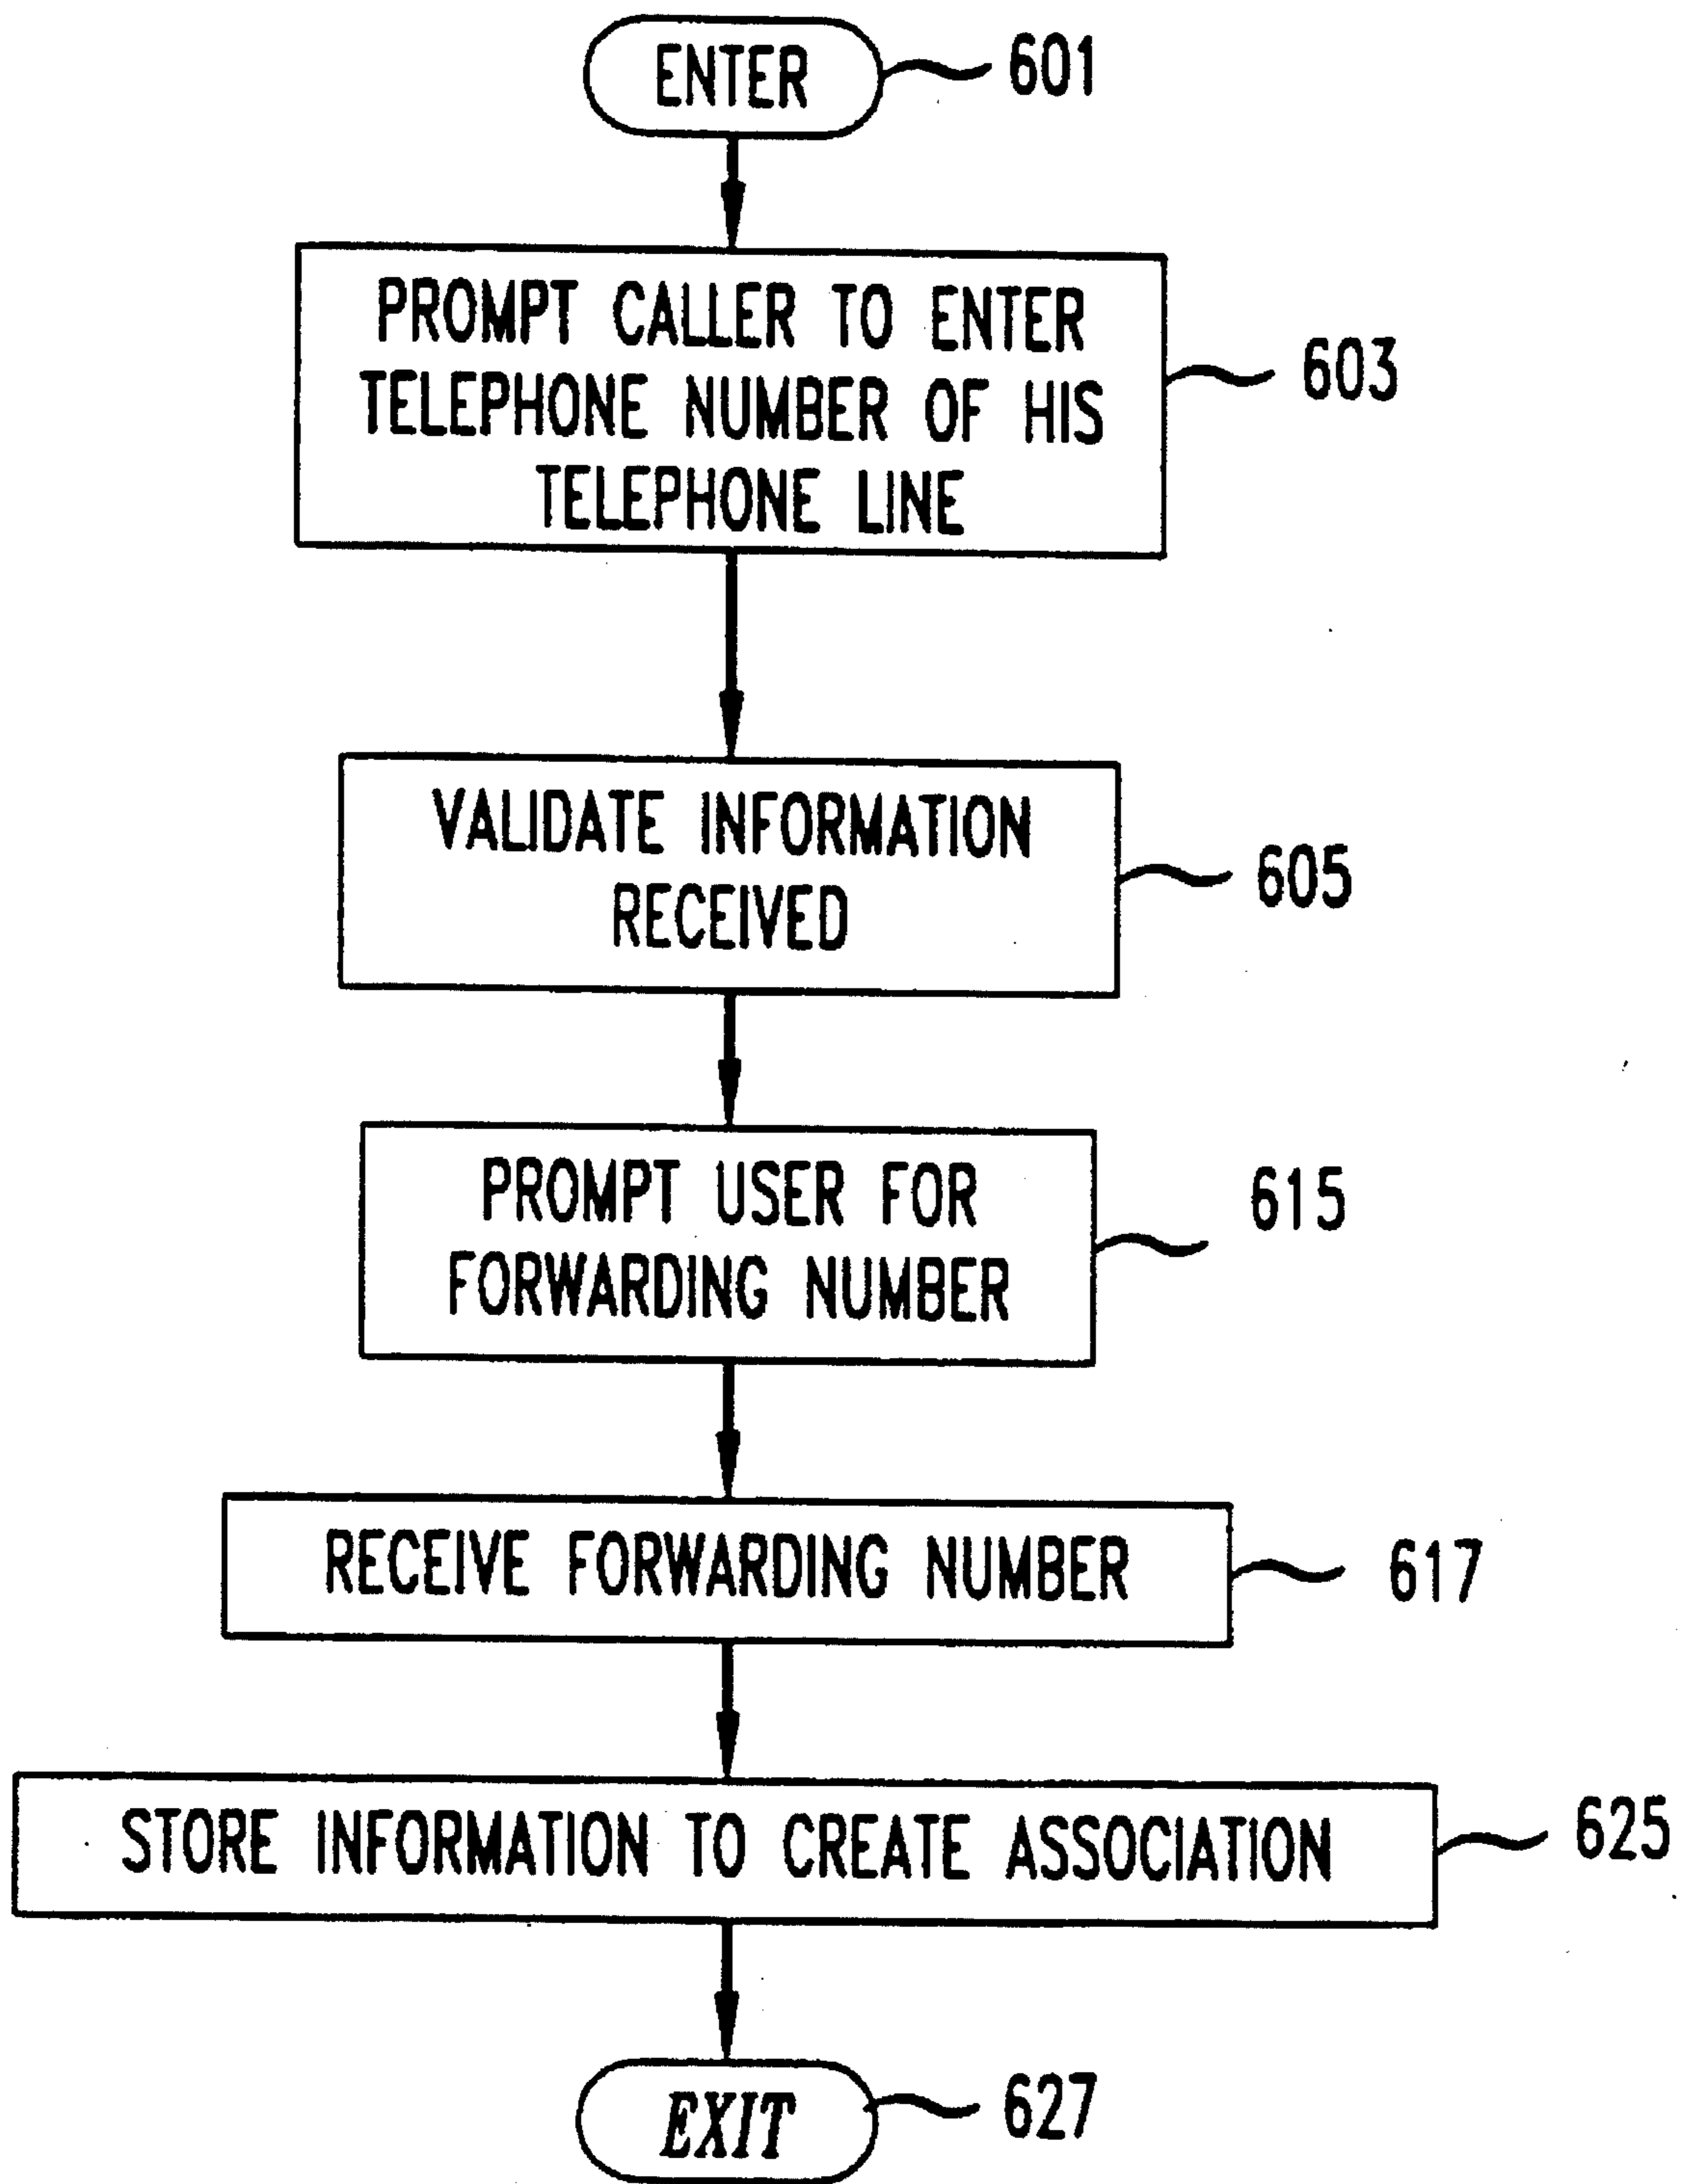 ENTER
601
PROMPT CALLER TO ENTER
TELEPHONE NUMBER OF HIS
TELEPHONE LINE
603
VALIDATE INFORMATION
RECEIVED
605
PROMPT USER FOR
FORWARDING NUMBER
615
RECEIVE FORWARDING NUMBER
617
STORE INFORMATION TO CREATE ASSOCIATION
625
EXIT
627